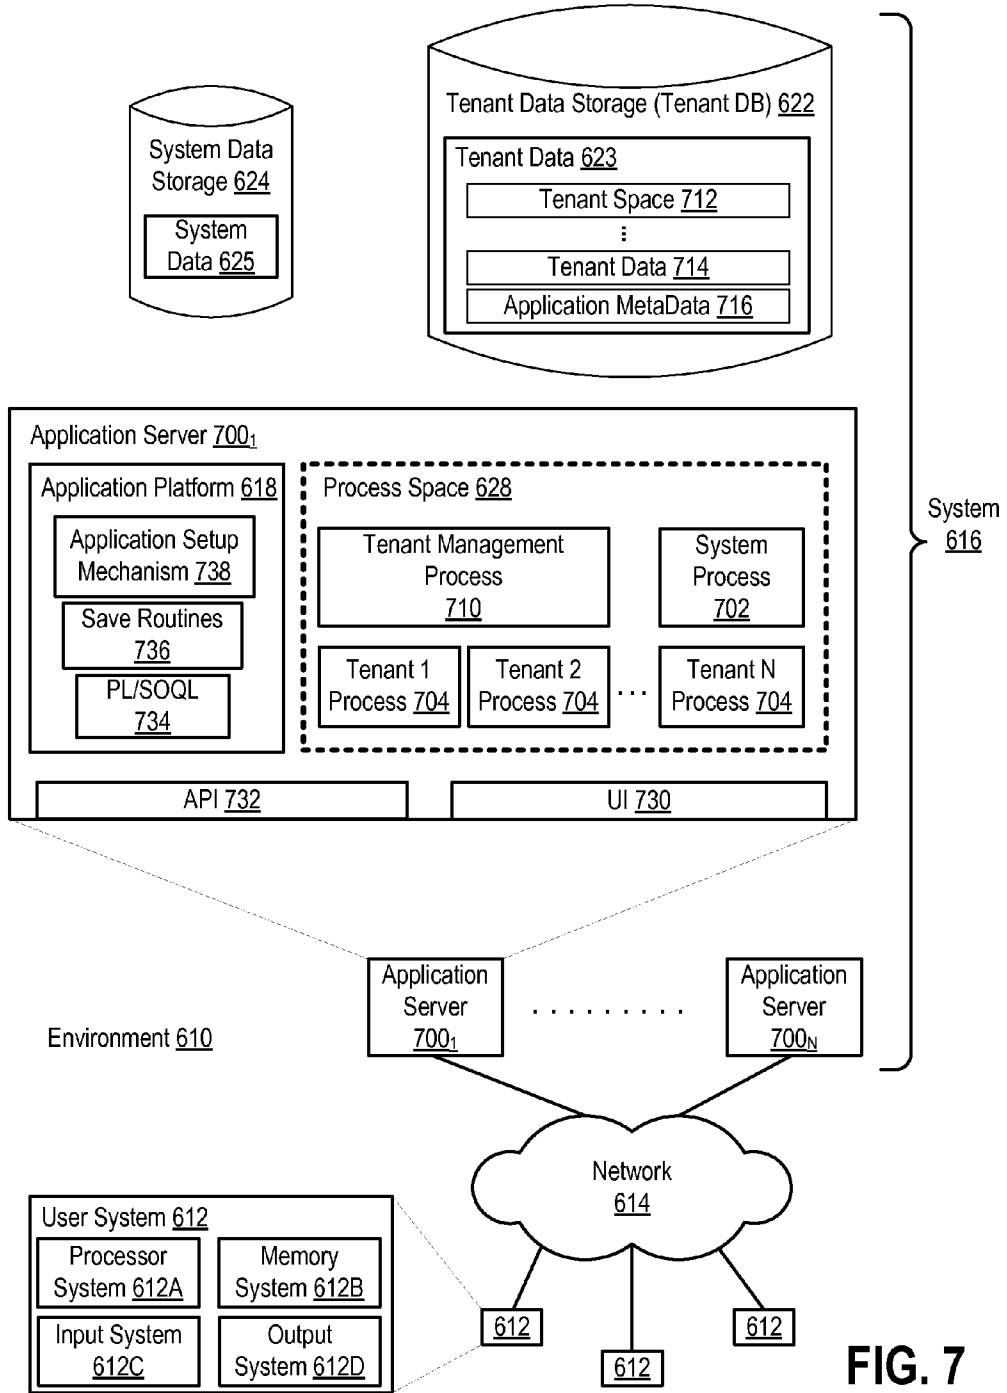 Tenant Data Storage (Tenant DB) 622
System Data
Storage 624
System
Data 625
Tenant Data 623
Tenant Space 712
⋮
Tenant Data 714
Application MetaData 716
Application Server 700₁
Application Platform 618
Application Setup
Mechanism 738
Save Routines
736
PL/SOQL
734
Process Space 628
Tenant Management
Process
710
System
Process
702
Tenant 1
Process 704
Tenant 2
Process 704
. . .
Tenant N
Process 704
API 732
UI 730
System
616
Application
Server
700₁
. . . . . . . . .
Application
Server
700N
Environment 610
Network
614
User System 612
Processor
System 612A
Memory
System 612B
Input System
612C
Output
System 612D
612
612
612
FIG. 7